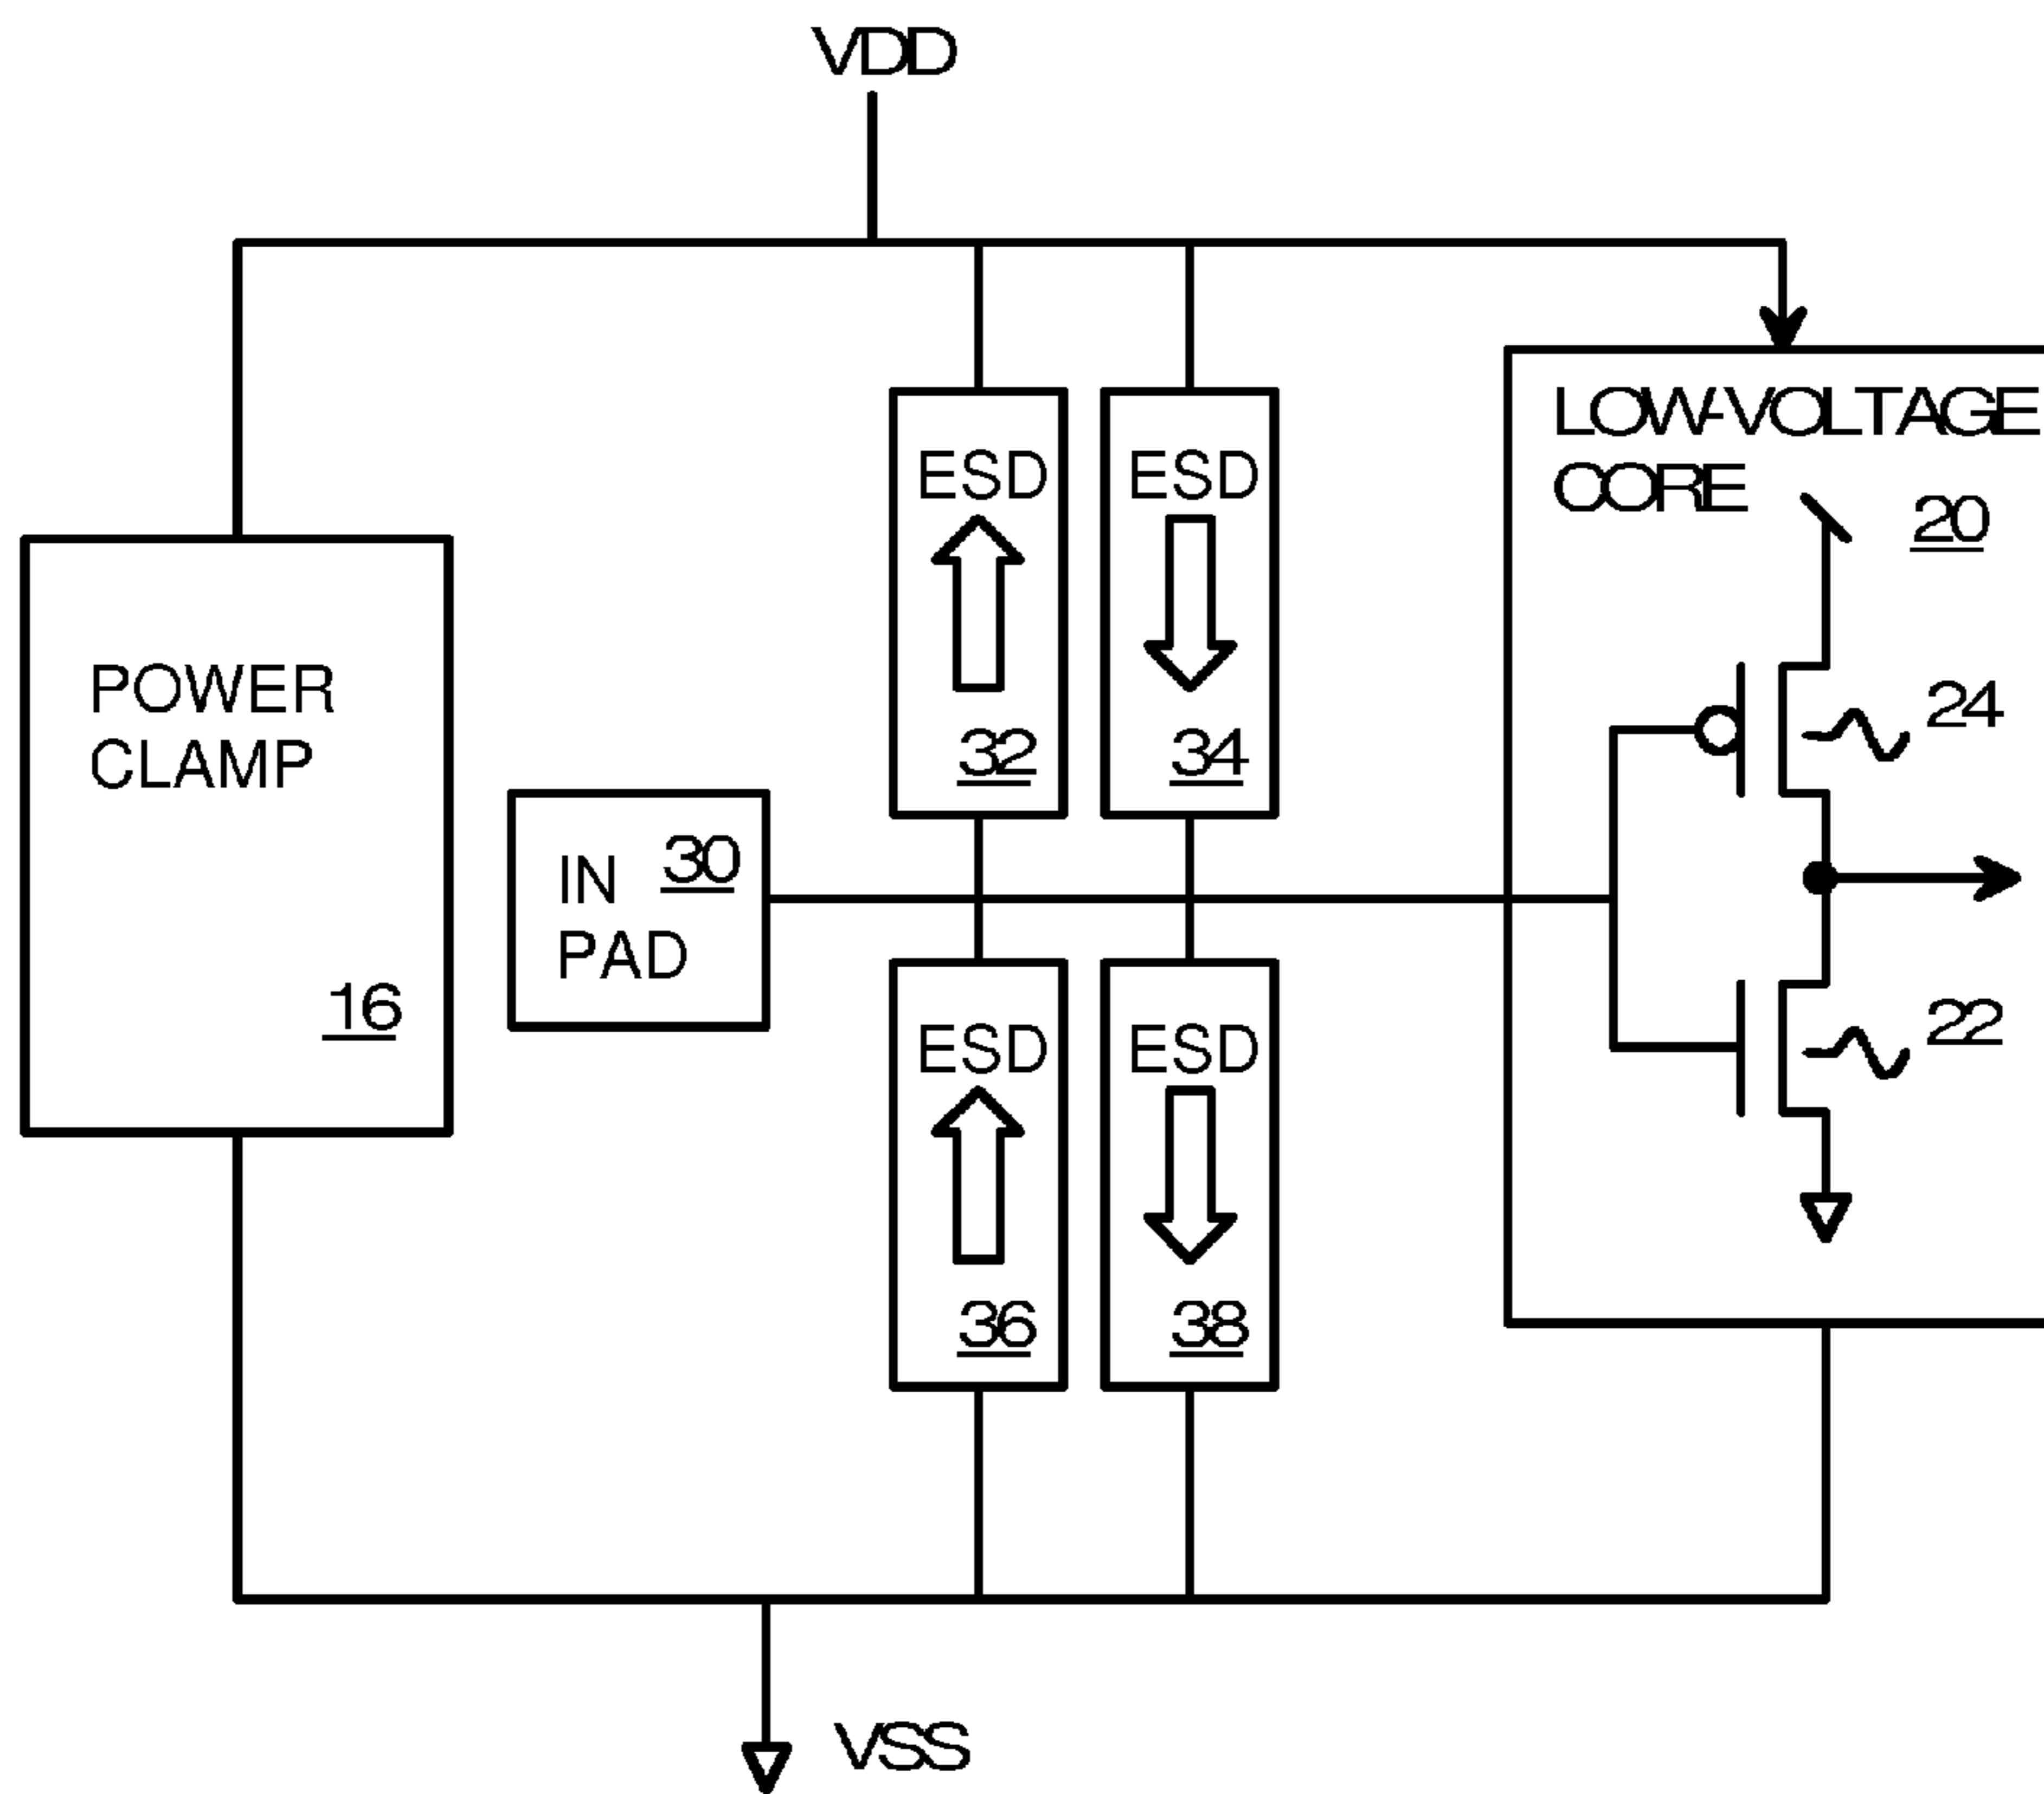 VDD
POWER
CLAMP
16
IN
PAD
30
ESD
32
ESD
34
ESD
36
ESD
38
LOW-VOLTAGE
CORE
20
24
22
VSS